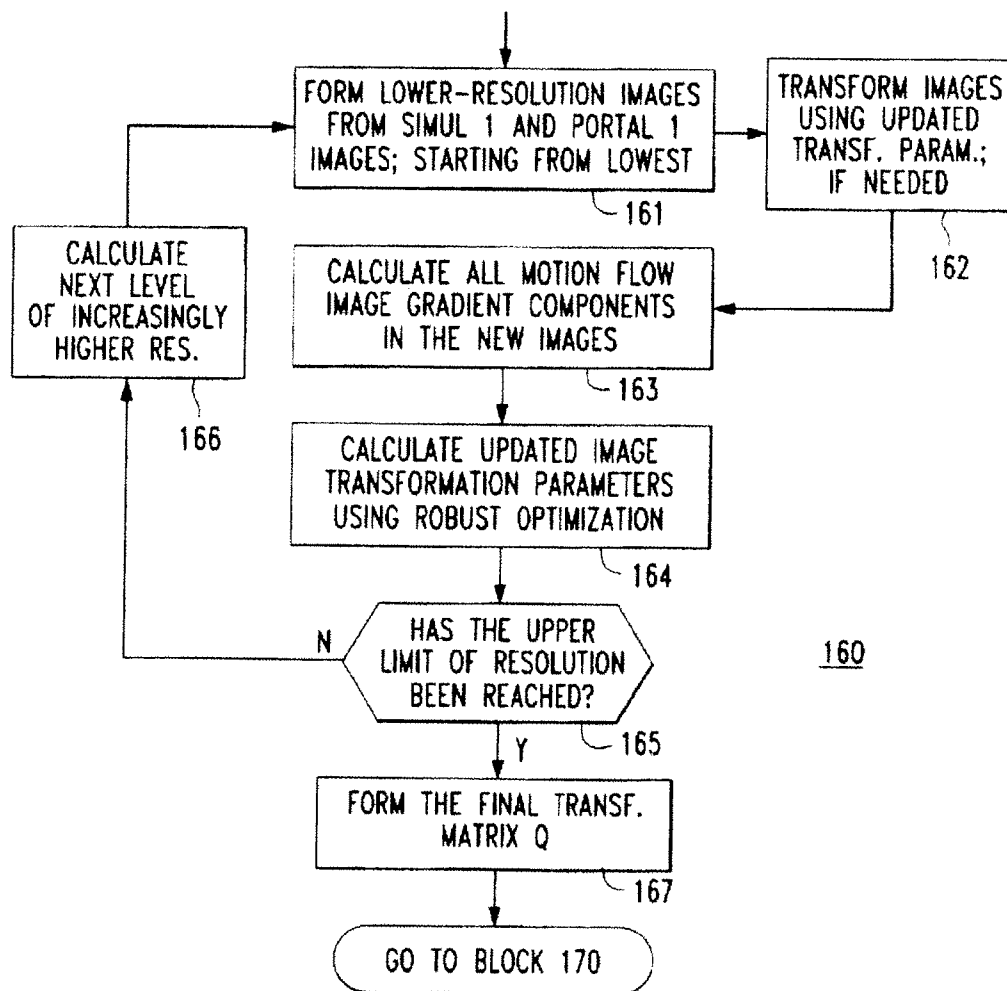 FORM LOWER-RESOLUTION IMAGES
FROM SIMUL 1 AND PORTAL 1
IMAGES; STARTING FROM LOWEST
161
TRANSFORM IMAGES
USING UPDATED
TRANSF. PARAM.;
IF NEEDED
162
CALCULATE ALL MOTION FLOW
IMAGE GRADIENT COMPONENTS
IN THE NEW IMAGES
163
CALCULATE
NEXT LEVEL
OF INCREASINGLY
HIGHER RES.
166
CALCULATE UPDATED IMAGE
TRANSFORMATION PARAMETERS
USING ROBUST OPTIMIZATION
164
N
HAS THE UPPER
LIMIT OF RESOLUTION
BEEN REACHED?
165
160
Y
FORM THE FINAL TRANSF.
MATRIX Q
167
GO TO BLOCK 170